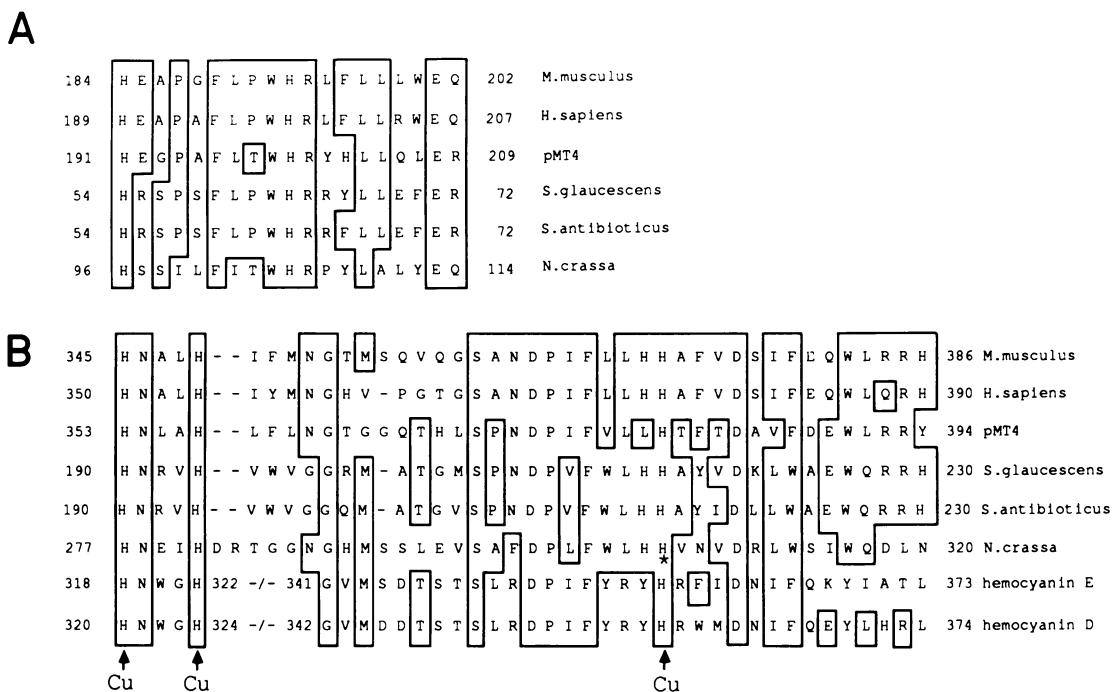 A
184 H E A P G F L P W H R L F L L L W E Q 202 M.musculus
189 H E A P A F L P W H R L F L L R W E Q 207 H.sapiens
191 H E G P A F L T W H R Y H L L Q L E R 209 pMT4
54 H R S P S F L P W H R R Y L L E F E R 72 S.glaucescens
54 H R S P S F L P W H R R F L L E F E R 72 S.antibioticus
96 H S S I L F I T W H R P Y L A L Y E Q 114 N.crassa
B
345 H N A L H - - I F M N G T M S Q V Q G S A N D P I F L L H H A F V D S I F E Q W L R R H 386 M.musculus
350 H N A L H - - I Y M N G H V - P G T G S A N D P I F L L H H A F V D S I F E Q W L Q R H 390 H.sapiens
353 H N L A H - - L F L N G T G G Q T H L S P N D P I F V L L H T F T D A V F D E W L R R Y 394 pMT4
190 H N R V H - - V W V G G R M - A T G M S P N D P V F W L H H A Y V D K L W A E W Q R R H 230 S.glaucescens
190 H N R V H - - V W V G G Q M - A T G V S P N D P V F W L H H A Y I D L L W A E W Q R R H 230 S.antibioticus
277 H N E I H D R T G G N G H M S S L E V S A F D P L F W L H H V N V D R L W S I W Q D L N 320 N.crassa
*
318 H N W G H 322 -/- 341 G V M S D T S T S L R D P I F Y R Y H R F I D N I F Q K Y I A T L 373 hemocyanin E
320 H N W G H 324 -/- 342 G V M D D T S T S L R D P I F Y R Y H R W M D N I F Q E Y L H R L 374 hemocyanin D
Cu Cu Cu